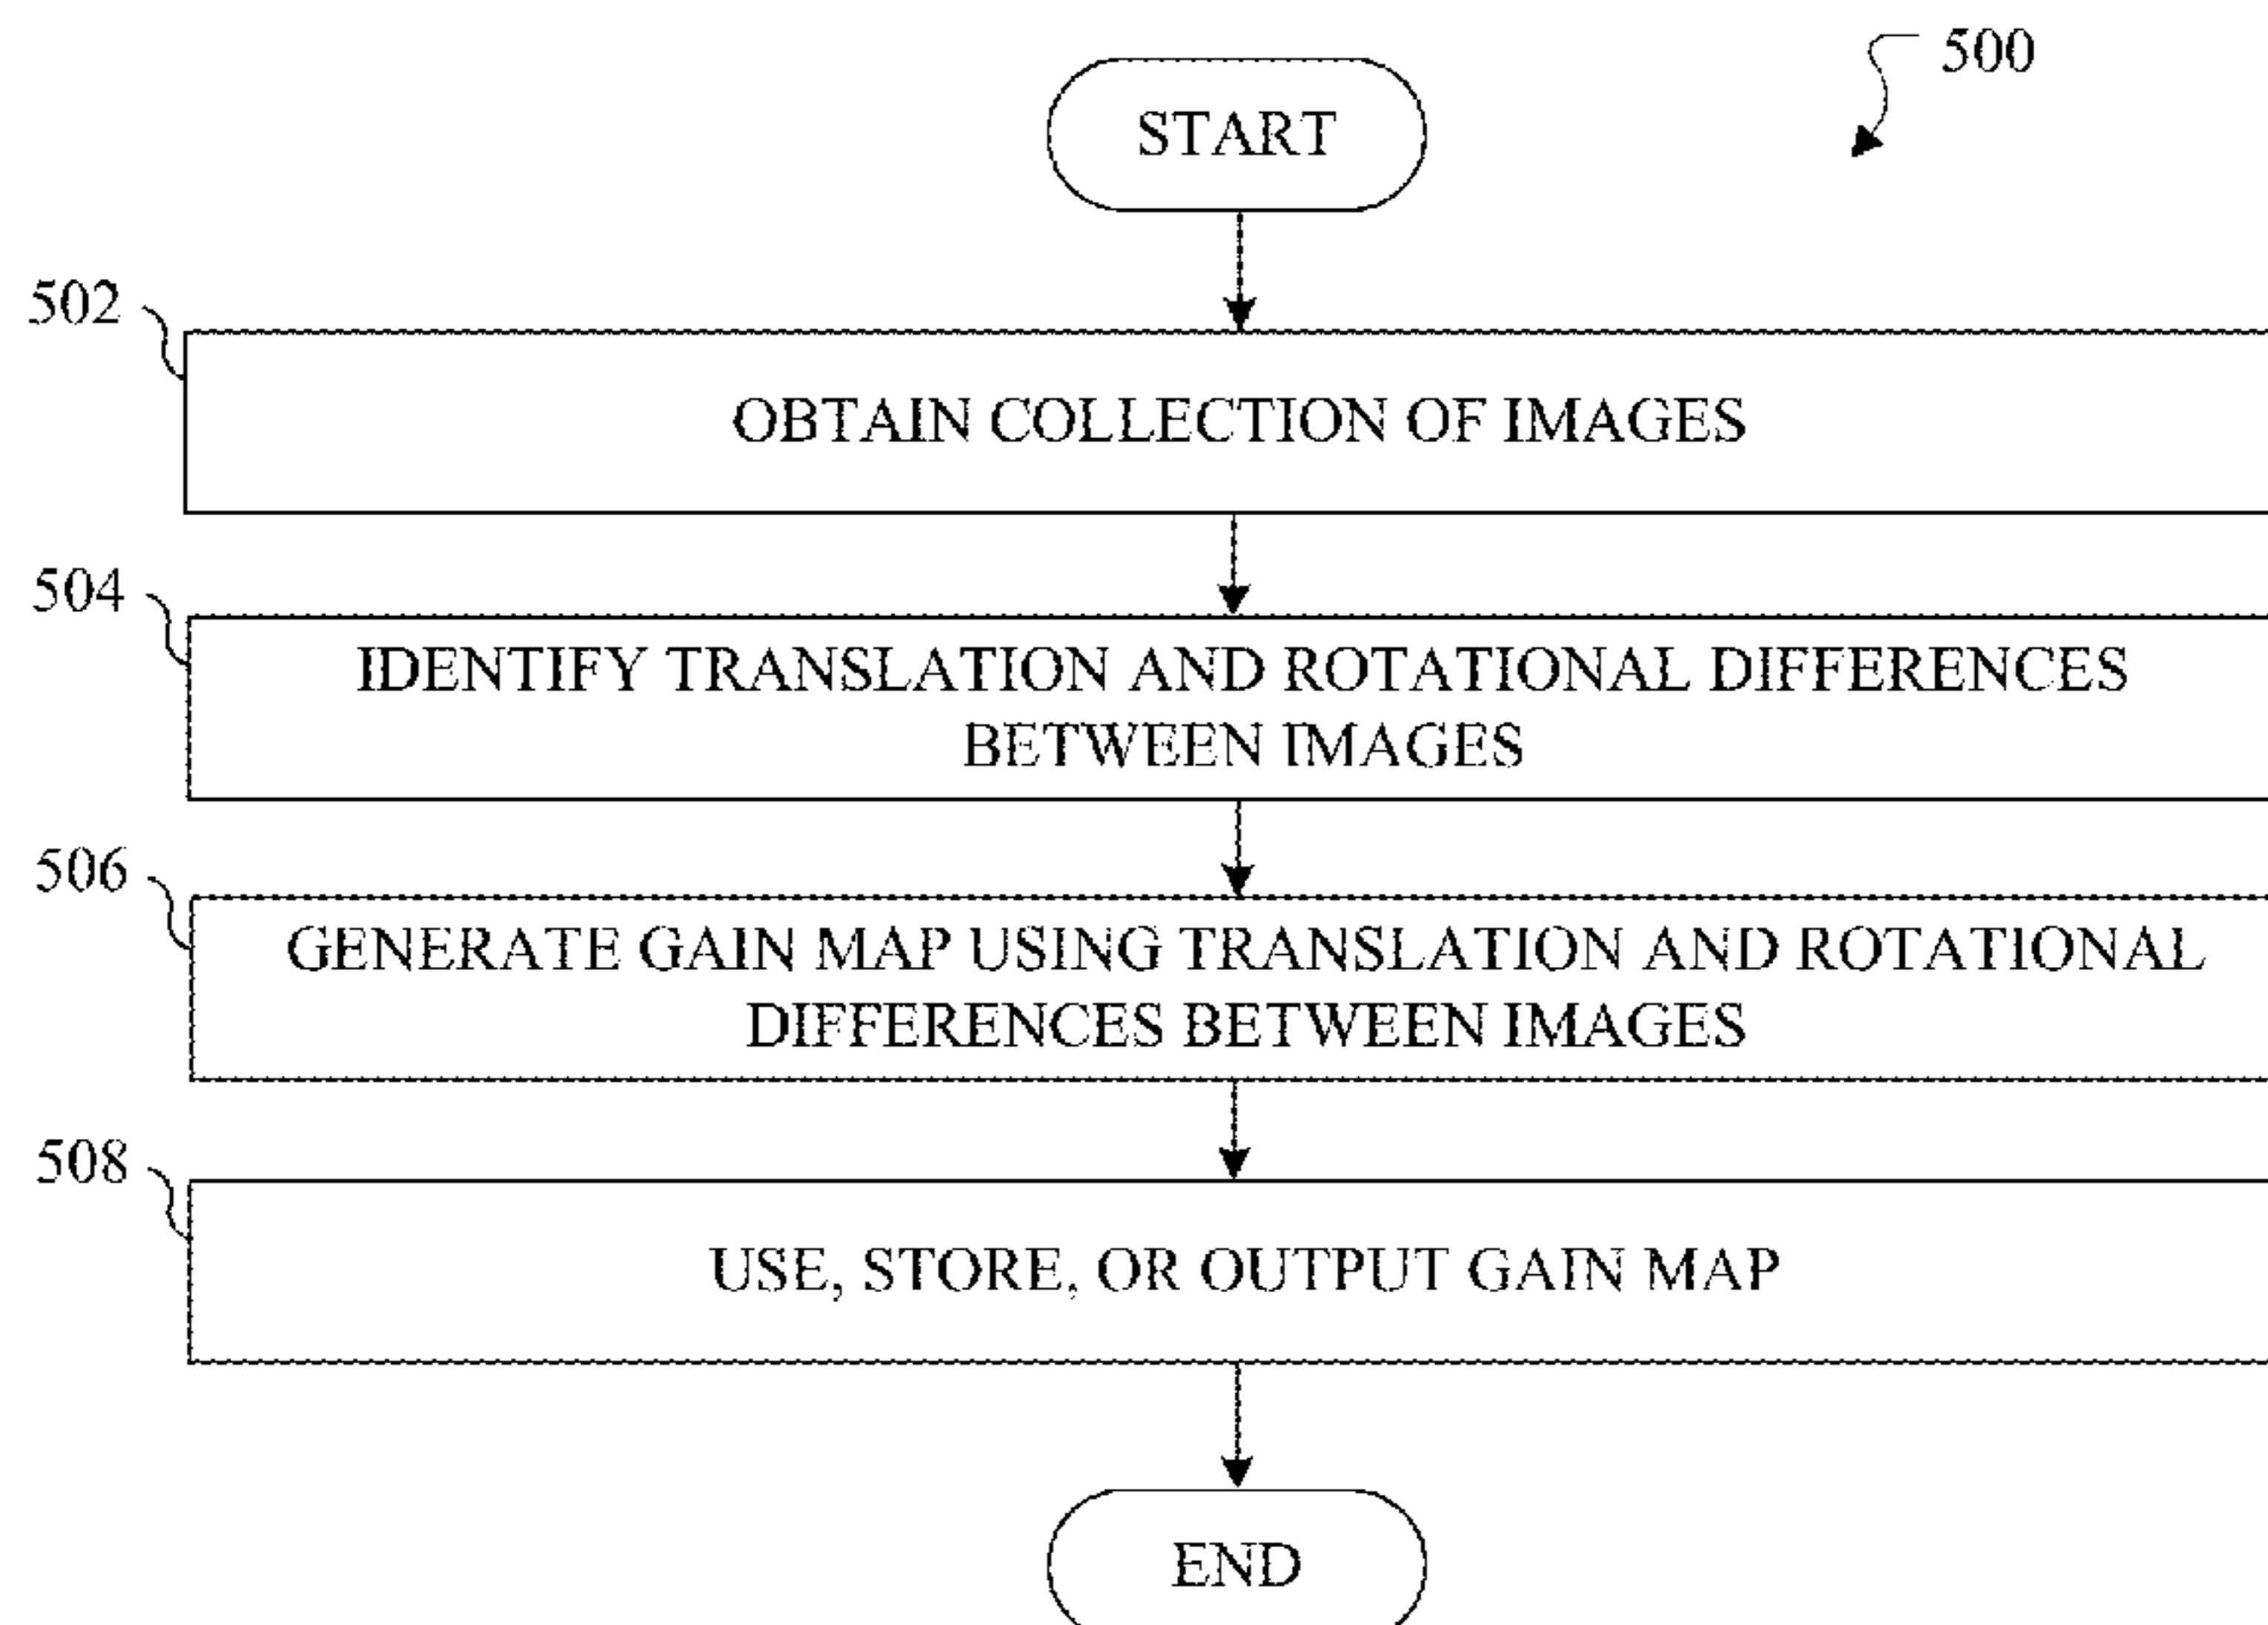 500
START
502
OBTAIN COLLECTION OF IMAGES
504
IDENTIFY TRANSLATION AND ROTATIONAL DIFFERENCES
BETWEEN IMAGES
506
GENERATE GAIN MAP USING TRANSLATION AND ROTATIONAL
DIFFERENCES BETWEEN IMAGES
508
USE, STORE, OR OUTPUT GAIN MAP
END